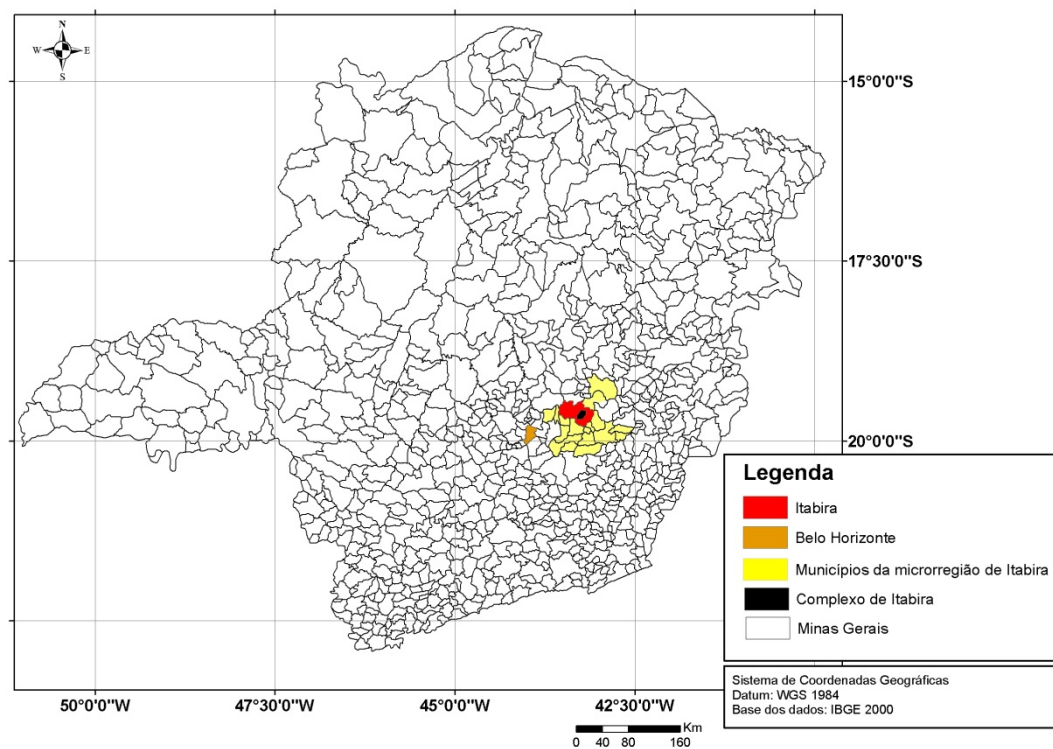 N
W E
S
15°0'0"S
17°30'0"S
20°0'0"S
Legenda
Itabira
Belo Horizonte
Municípios da microrregião de Itabira
Complexo de Itabira
Minas Gerais
Sistema de Coordenadas Geográficas
Datum: WGS 1984
Base dos dados: IBGE 2000
50°0'0"W 47°30'0"W 45°0'0"W 42°30'0"W
Km
0 40 80 160